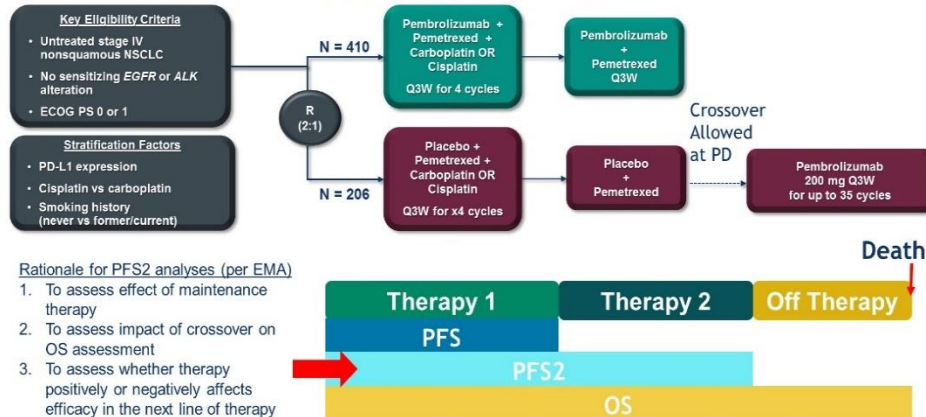 Key Eligibility Criteria
• Untreated stage IV
nonsquamous NSCLC
• No sensitizing EGFR or ALK
alteration
• ECOG PS 0 or 1
Stratification Factors
• PD-L1 expression
• Cisplatin vs carboplatin
• Smoking history
(never vs former/current)
R
(2:1)
N = 410
Pembrolizumab +
Pemetrexed +
Carboplatin OR
Cisplatin
Q3W for 4 cycles
Pembrolizumab
+
Pemetrexed
Q3W
N = 206
Placebo +
Pemetrexed +
Carboplatin OR
Cisplatin
Q3W for x4 cycles
Placebo
+
Pemetrexed
Crossover
Allowed
at PD
Pembrolizumab
200 mg Q3W
for up to 35 cycles
Rationale for PFS2 analyses (per EMA)
1. To assess effect of maintenance
therapy
2. To assess impact of crossover on
OS assessment
3. To assess whether therapy
positively or negatively affects
efficacy in the next line of therapy
Death
Therapy 1
Therapy 2
Off Therapy
PFS
PFS2
OS